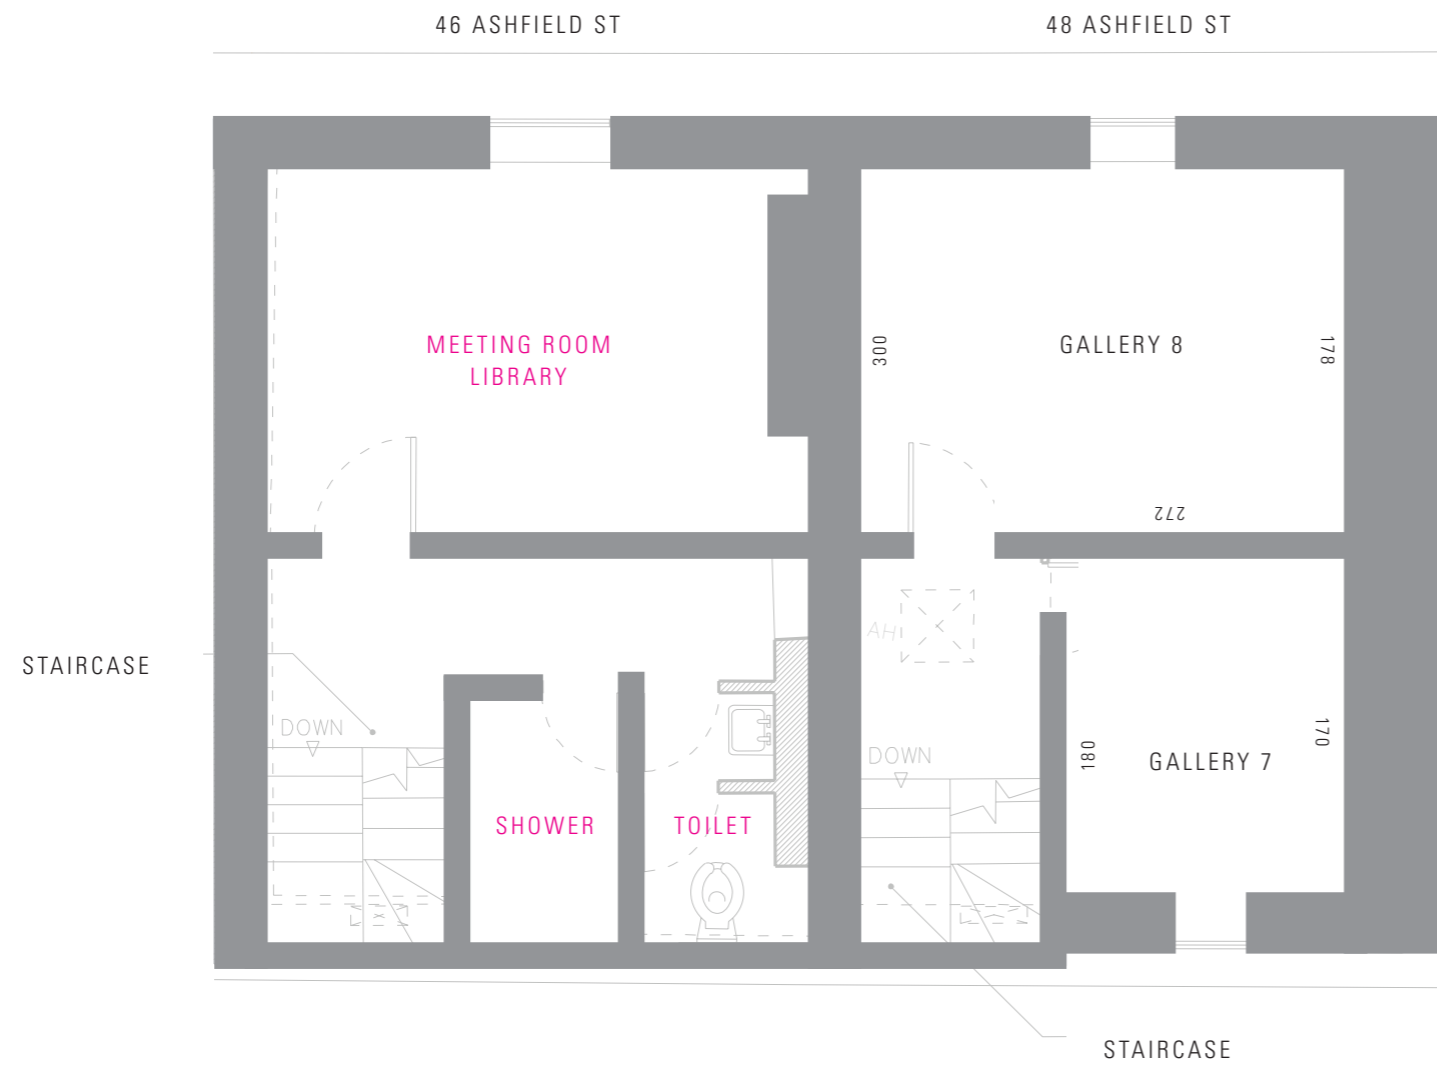 46 ASHFIELD ST
48 ASHFIELD ST
MEETING ROOM
LIBRARY
300
GALLERY 8
178
272
STAIRCASE
AH
DOWN
DOWN
180
GALLERY 7
170
SHOWER
TOILET
STAIRCASE